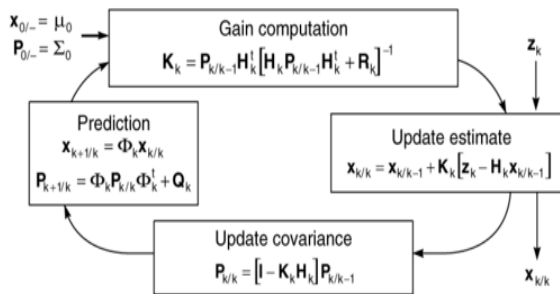 x₀/₋ = μ₀
P₀/₋ = Σ₀
Gain computation
Kₖ = Pₖ/ₖ₋₁Hₖᵗ[HₖPₖ/ₖ₋₁Hₖᵗ + Rₖ]⁻¹
zₖ
Update estimate
xₖ/ₖ = xₖ/ₖ₋₁ + Kₖ[zₖ − Hₖxₖ/ₖ₋₁]
xₖ/ₖ
Update covariance
Pₖ/ₖ = [I − KₖHₖ]Pₖ/ₖ₋₁
Prediction
xₖ₊₁/ₖ = Φₖxₖ/ₖ
Pₖ₊₁/ₖ = ΦₖPₖ/ₖΦₖᵗ + Qₖ